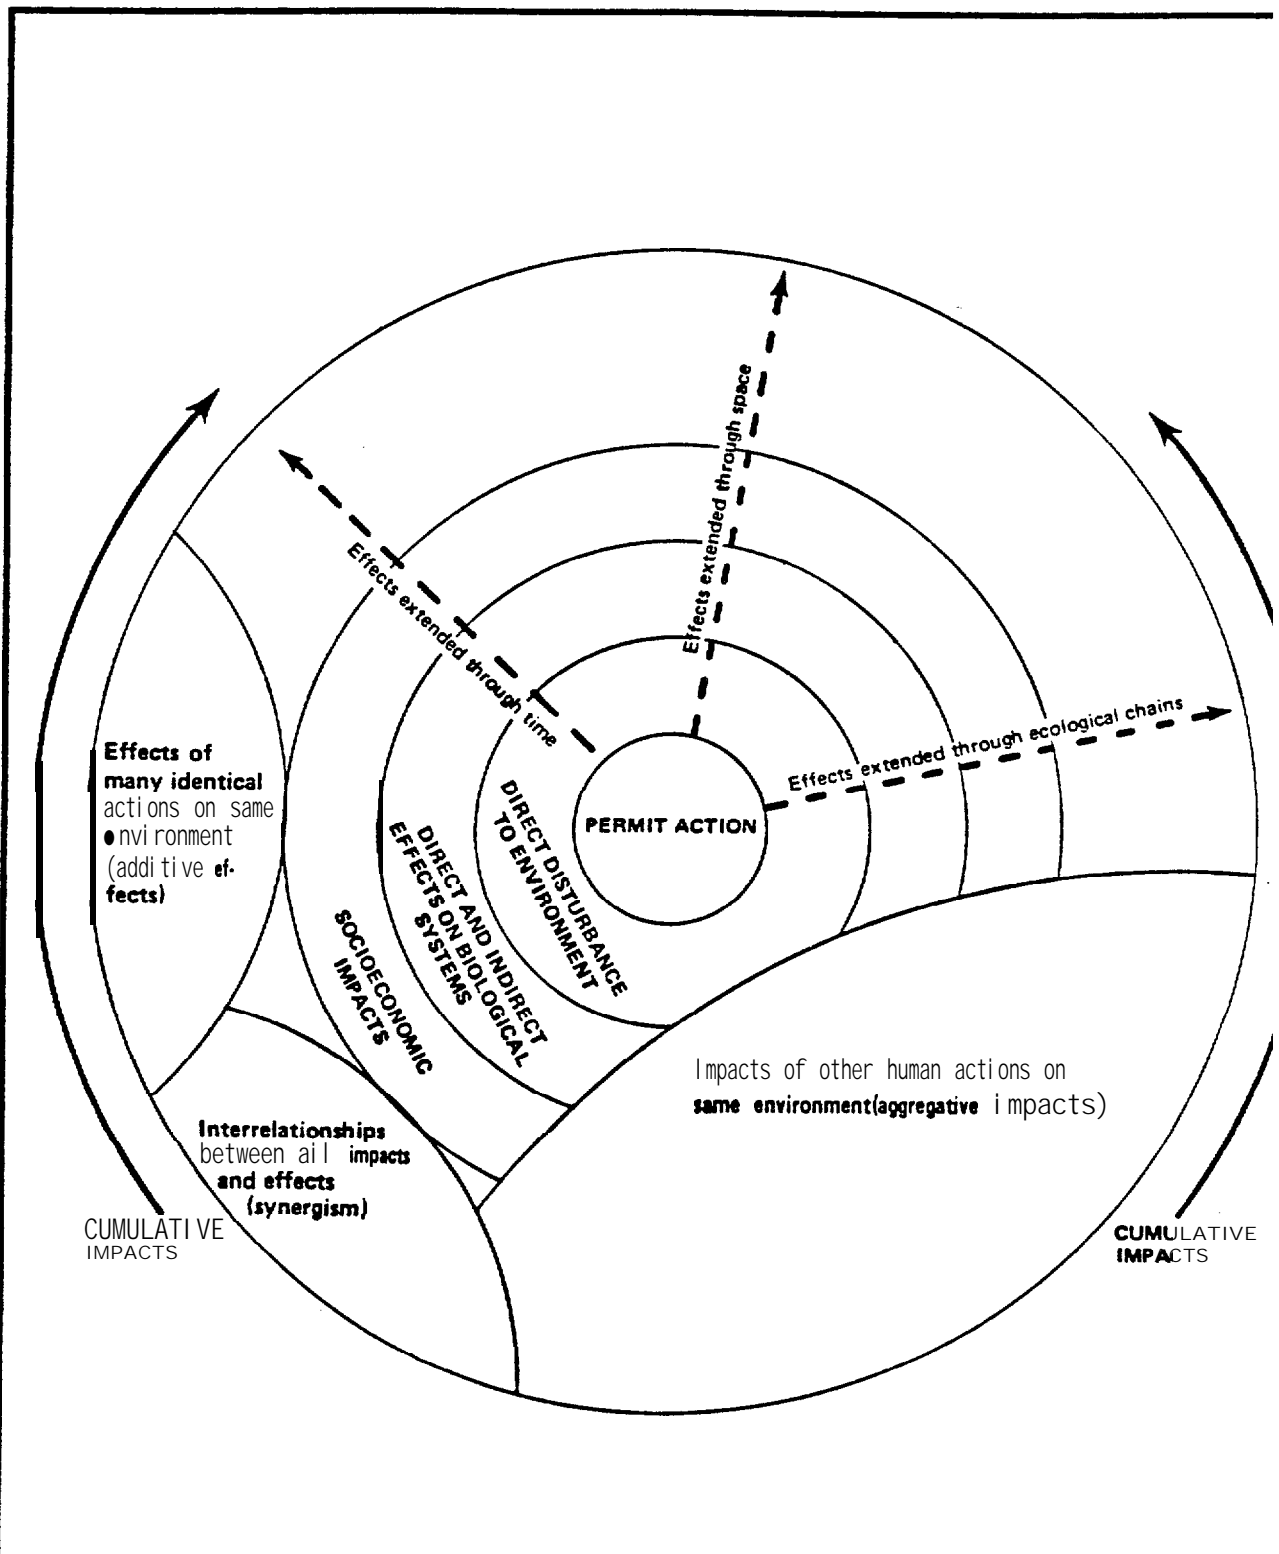 Effects extended through space
Effects extended through time
Effects extended through ecological chains
Effects of
many identical
actions on same
●nvironment
(additive ef-
fects)
PERMIT ACTION
DIRECT DISTURBANCE
TO ENVIRONMENT
DIRECT AND INDIRECT
EFFECTS ON BIOLOGICAL
SYSTEMS
SOCIOECONOMIC
IMPACTS
Impacts of other human actions on
same environment(aggregative impacts)
Interrelationships
between ail impacts
and effects
(synergism)
CUMULATIVE
IMPACTS
CUMULATIVE
IMPACTS